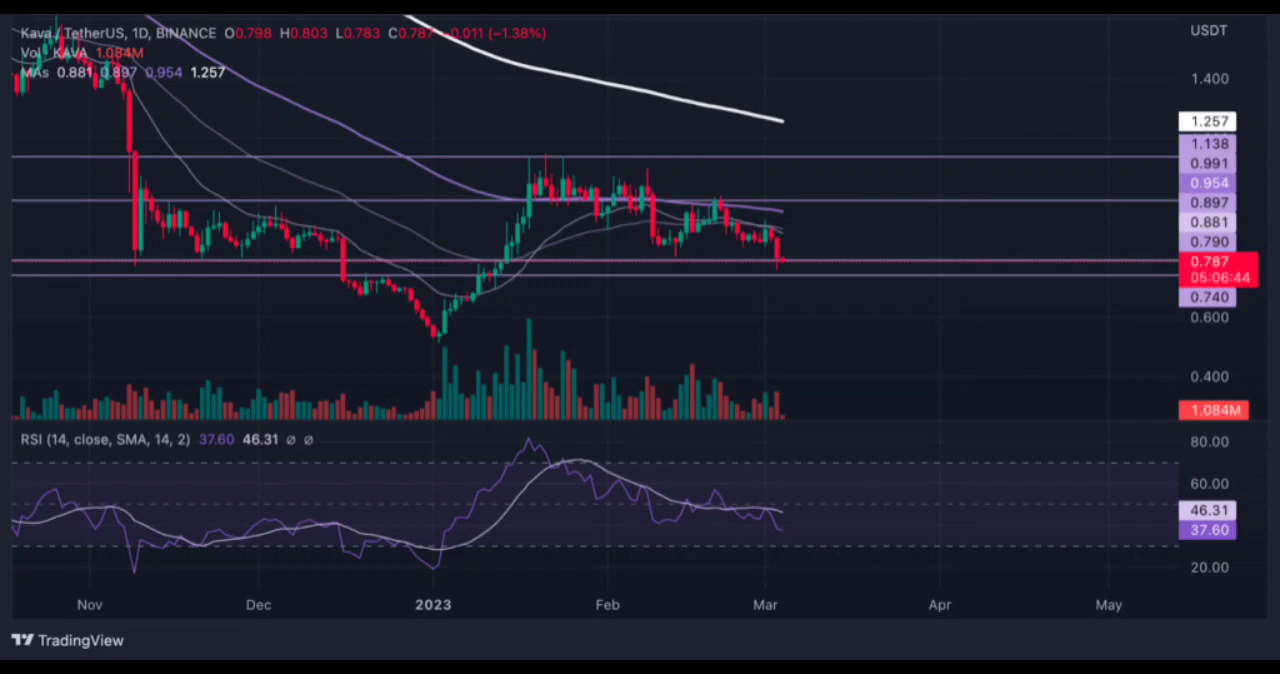 Kava / TetherUS, 1D, BINANCE O0.798 H0.803 L0.783 C0.787 −0.011 (−1.38%)
Vol · KAVA 1.084M
MAs 0.881 0.897 0.954 1.257
USDT
1.400
1.257
1.138
0.991
0.954
0.897
0.881
0.790
0.787
05:06:44
0.740
0.600
0.400
1.084M
RSI (14, close, SMA, 14, 2) 37.60 46.31 ∅ ∅
80.00
60.00
46.31
37.60
20.00
Nov Dec 2023 Feb Mar Apr May
TradingView